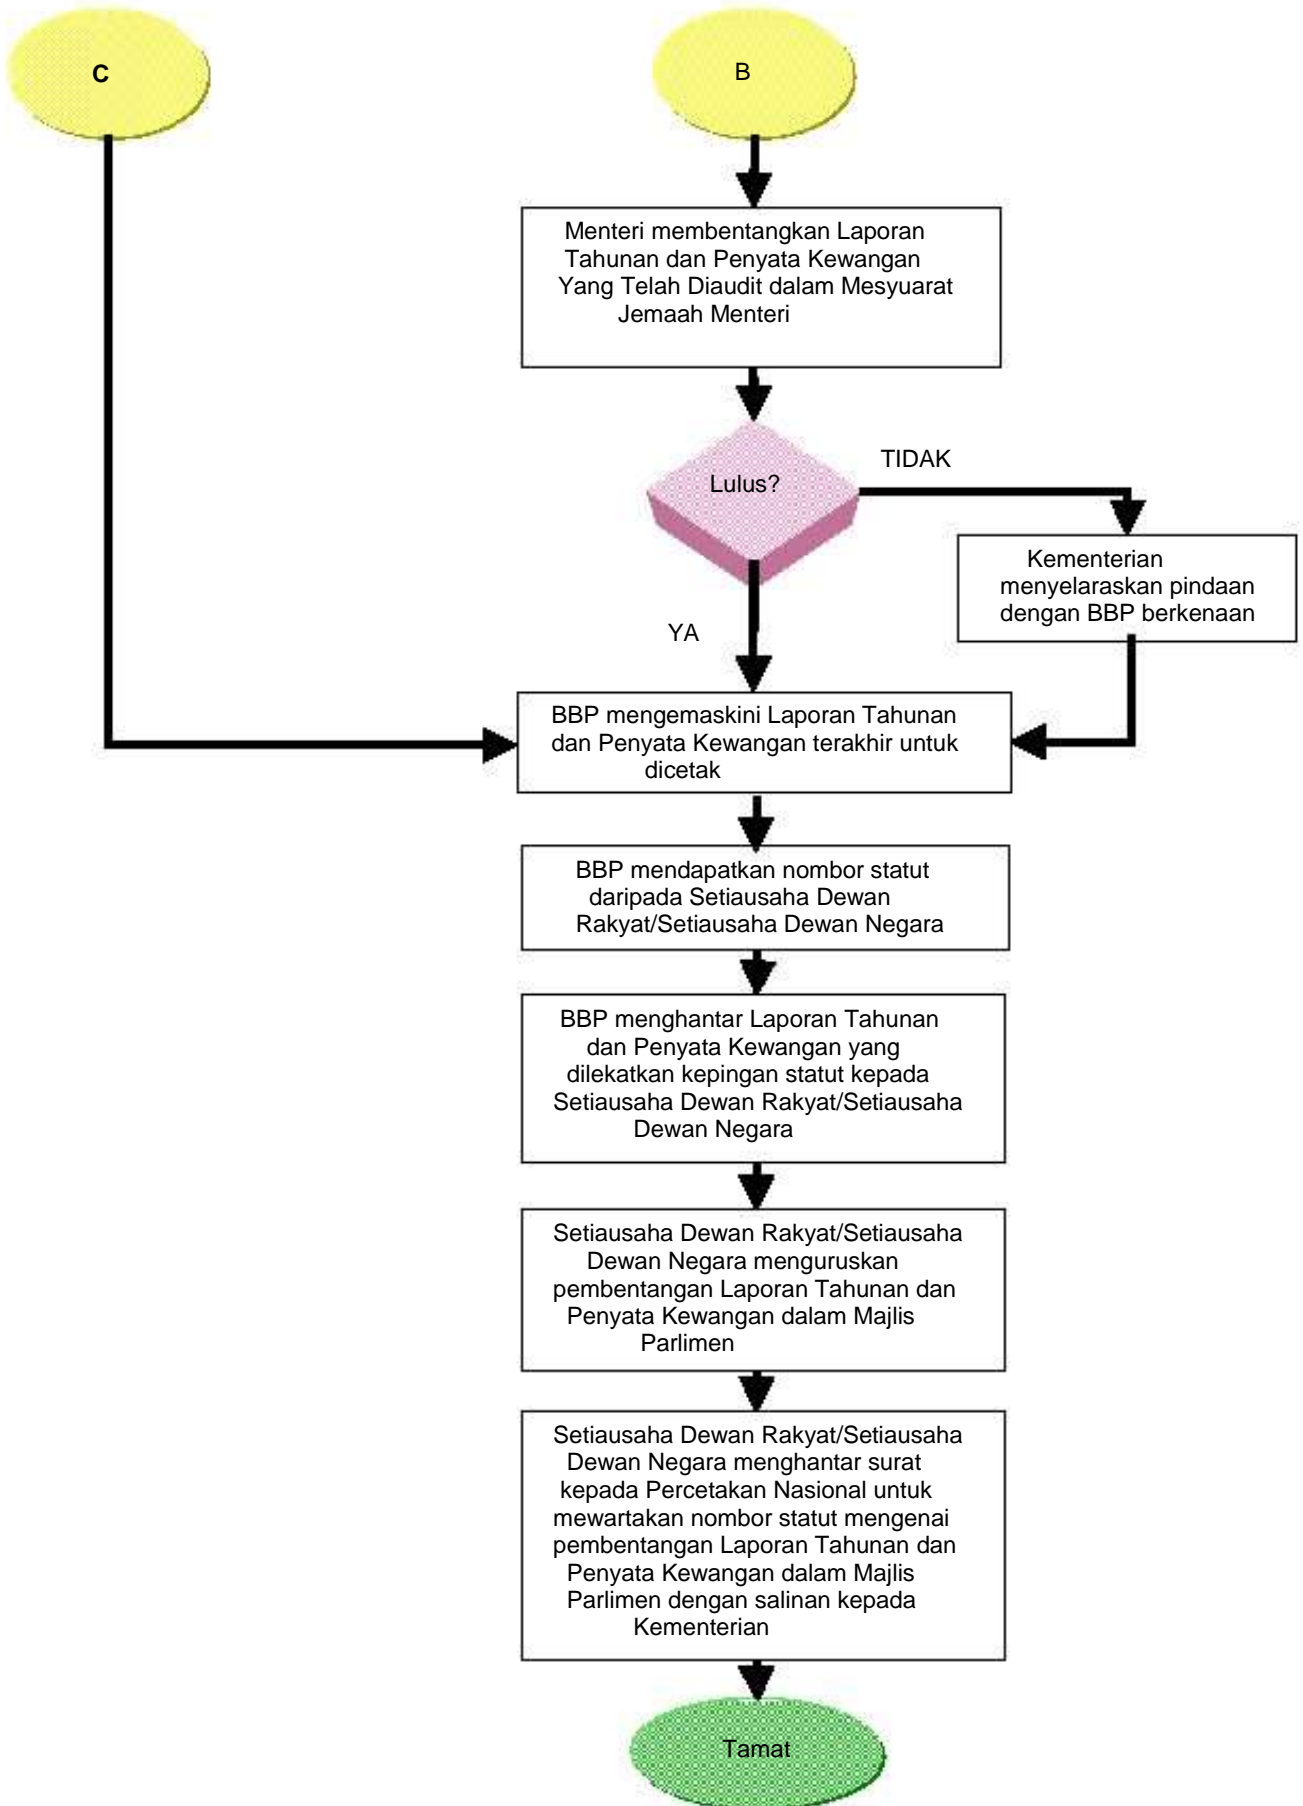 C
B
Menteri membentangkan Laporan
Tahunan dan Penyata Kewangan
Yang Telah Diaudit dalam Mesyuarat
Jemaah Menteri
Lulus?
TIDAK
Kementerian
menyelaraskan pindaan
dengan BBP berkenaan
YA
BBP mengemaskini Laporan Tahunan
dan Penyata Kewangan terakhir untuk
dicetak
BBP mendapatkan nombor statut
daripada Setiausaha Dewan
Rakyat/Setiausaha Dewan Negara
BBP menghantar Laporan Tahunan
dan Penyata Kewangan yang
dilekatkan kepingan statut kepada
Setiausaha Dewan Rakyat/Setiausaha
Dewan Negara
Setiausaha Dewan Rakyat/Setiausaha
Dewan Negara menguruskan
pembentangan Laporan Tahunan dan
Penyata Kewangan dalam Majlis
Parlimen
Setiausaha Dewan Rakyat/Setiausaha
Dewan Negara menghantar surat
kepada Percetakan Nasional untuk
mewartakan nombor statut mengenai
pembentangan Laporan Tahunan dan
Penyata Kewangan dalam Majlis
Parlimen dengan salinan kepada
Kementerian
Tamat